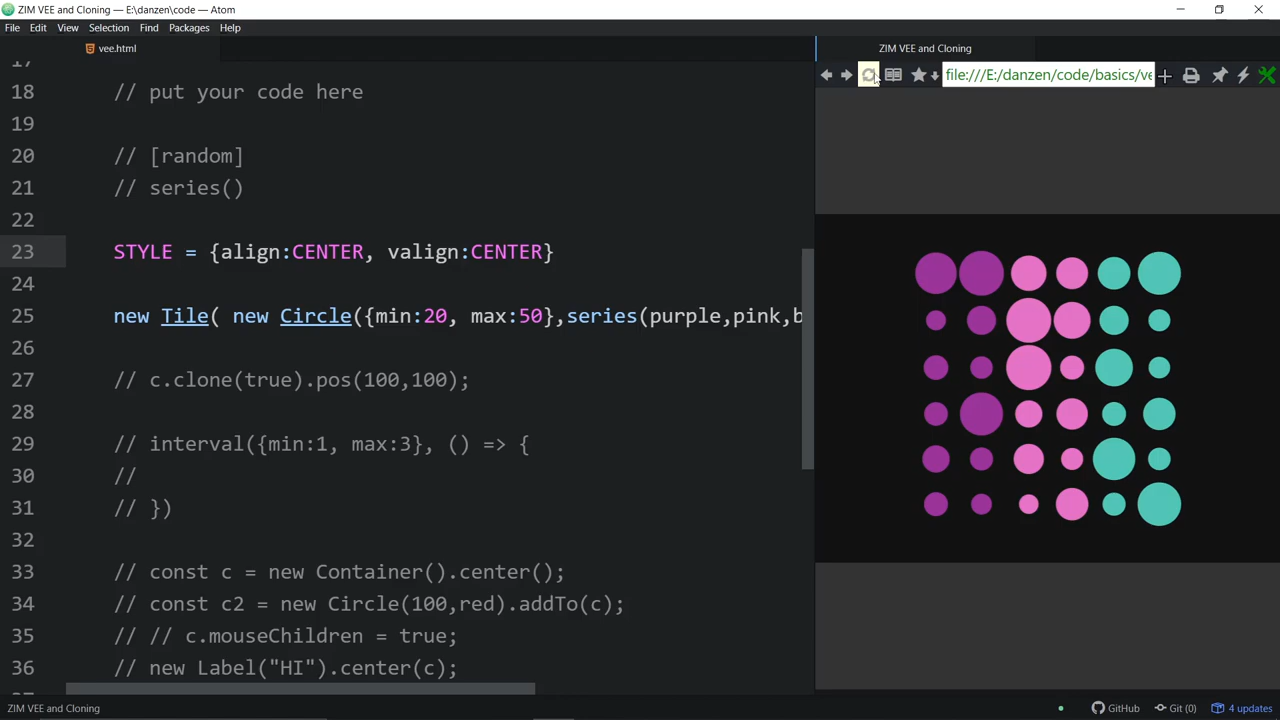 ZIM VEE and Cloning — E:\danzen\code — Atom
File Edit View Selection Find Packages Help
vee.html
ZIM VEE and Cloning
file:///E:/danzen/code/basics/ve
17
18 // put your code here
19
20 // [random]
21 // series()
22
23 STYLE = {align:CENTER, valign:CENTER}
24
25 new Tile( new Circle({min:20, max:50},series(purple,pink,b
26
27 // c.clone(true).pos(100,100);
28
29 // interval({min:1, max:3}, () => {
30 //
31 // })
32
33 // const c = new Container().center();
34 // const c2 = new Circle(100,red).addTo(c);
35 // // c.mouseChildren = true;
36 // new Label("HI").center(c);
ZIM VEE and Cloning
GitHub Git (0) 4 updates